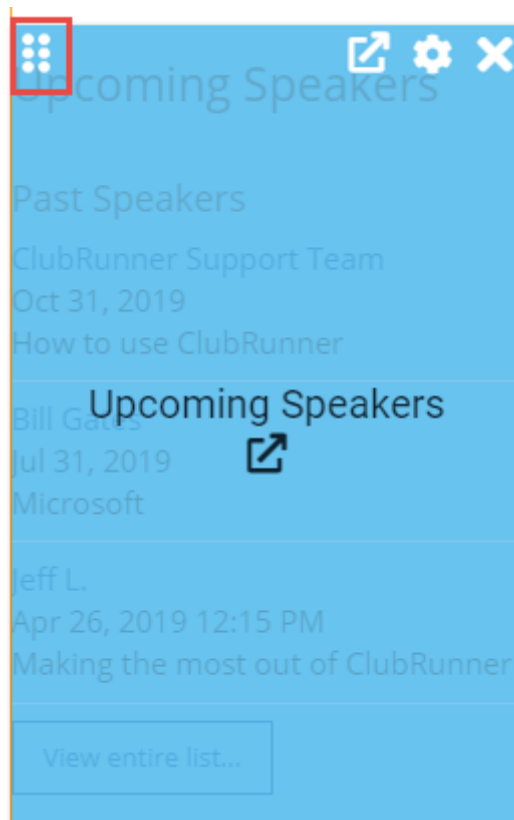 Upcoming Speakers
Past Speakers
ClubRunner Support Team
Oct 31, 2019
How to use ClubRunner
Upcoming Speakers
Bill Gates
Jul 31, 2019
Microsoft
Jeff L.
Apr 26, 2019 12:15 PM
Making the most out of ClubRunner
View entire list...